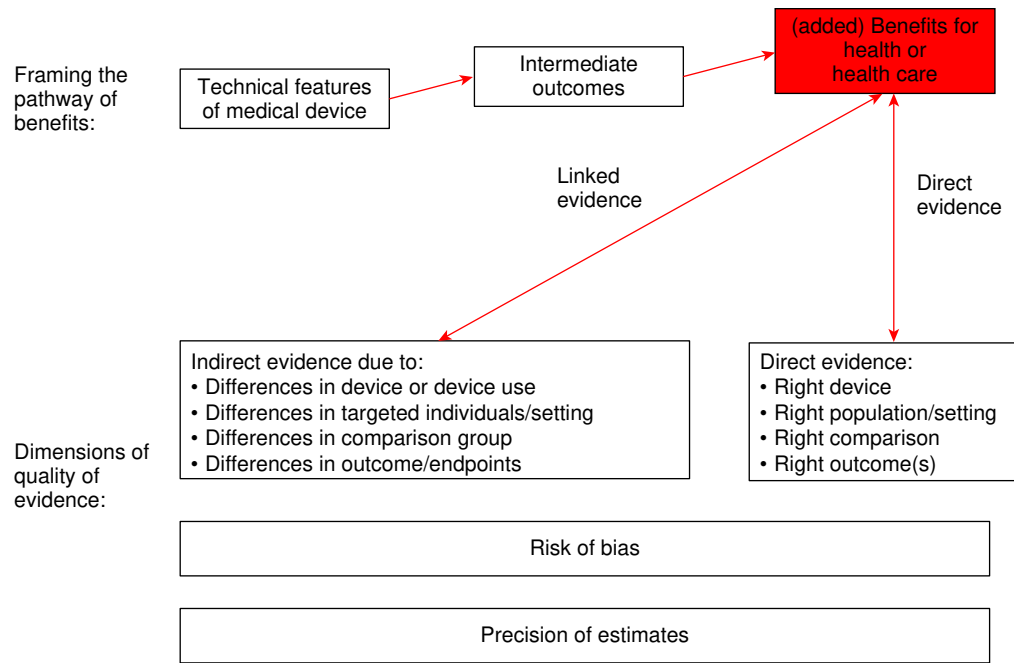 (added) Benefits for
health or
health care
Framing the
pathway of
benefits:
Technical features
of medical device
Intermediate
outcomes
Linked
evidence
Direct
evidence
Indirect evidence due to:
• Differences in device or device use
• Differences in targeted individuals/setting
• Differences in comparison group
• Differences in outcome/endpoints
Direct evidence:
• Right device
• Right population/setting
• Right comparison
• Right outcome(s)
Dimensions of
quality of
evidence:
Risk of bias
Precision of estimates